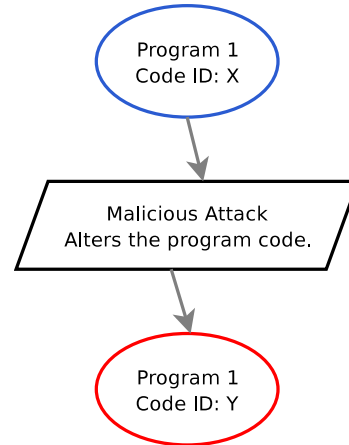 Program 1
Code ID: X
Malicious Attack
Alters the program code.
Program 1
Code ID: Y